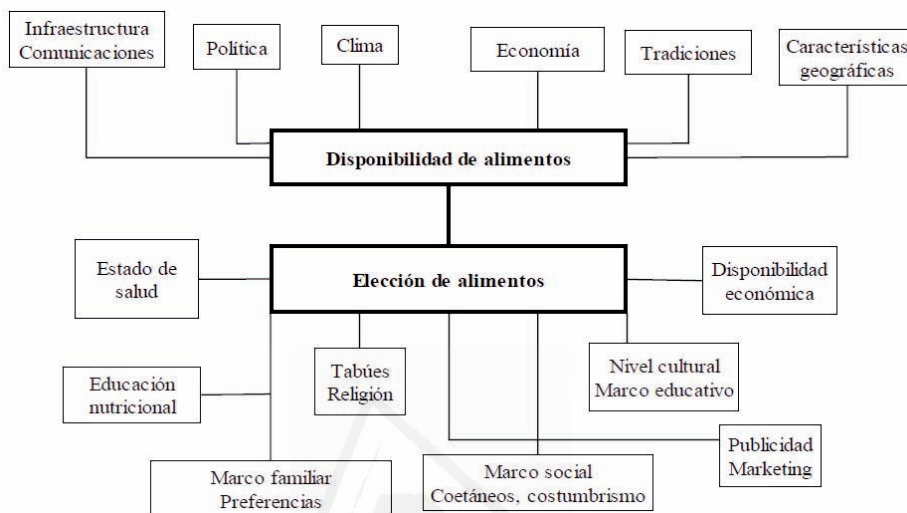 Infraestructura
Comunicaciones
Política
Clima
Economía
Tradiciones
Características
geográficas
Disponibilidad de alimentos
Estado de
salud
Elección de alimentos
Disponibilidad
económica
Educación
nutricional
Tabúes
Religión
Nivel cultural
Marco educativo
Marco familiar
Preferencias
Marco social
Coetáneos, costumbrismo
Publicidad
Marketing